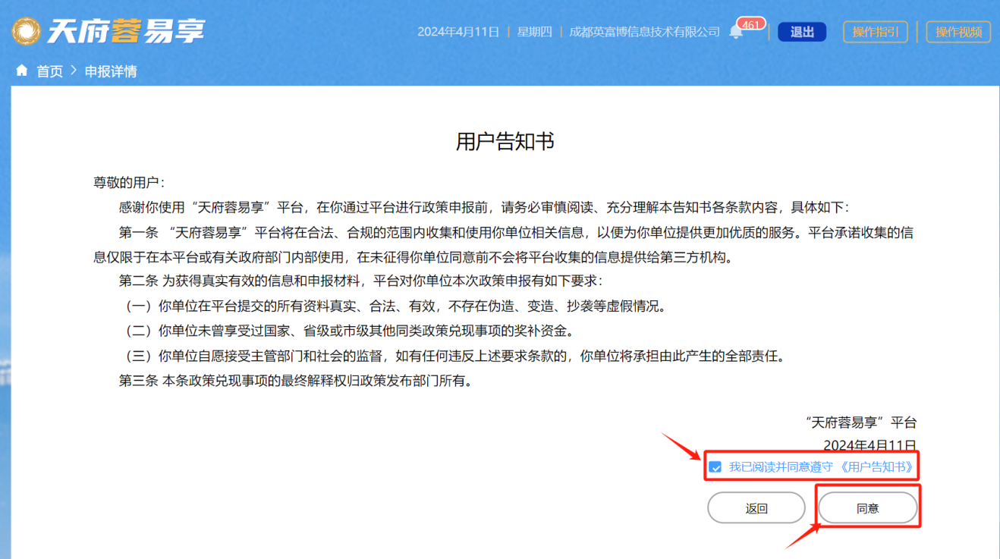 天府蓉易享
2024年4月11日 | 星期四 | 成都英富博信息技术有限公司 461 | 退出 操作指引 | 操作视频
首页 > 申报详情
用户告知书
尊敬的用户：
感谢你使用“天府蓉易享”平台，在你通过平台进行政策申报前，请务必审慎阅读、充分理解本告知书各条款内容，具体如下：
第一条 “天府蓉易享”平台将在合法、合规的范围内收集和使用你单位相关信息，以便为你单位提供更加优质的服务。平台承诺收集的信
息仅限于在本平台或有关政府部门内部使用，在未征得你单位同意前不会将平台收集的信息提供给第三方机构。
第二条 为获得真实有效的信息和申报材料，平台对你单位本次政策申报有如下要求：
（一）你单位在平台提交的所有资料真实、合法、有效，不存在伪造、变造、抄袭等虚假情况。
（二）你单位未曾享受过国家、省级或市级其他同类政策兑现事项的奖补资金。
（三）你单位自愿接受主管部门和社会的监督，如有任何违反上述要求条款的，你单位将承担由此产生的全部责任。
第三条 本条政策兑现事项的最终解释权归政策发布部门所有。
“天府蓉易享”平台
2024年4月11日
我已阅读并同意遵守《用户告知书》
返回 同意